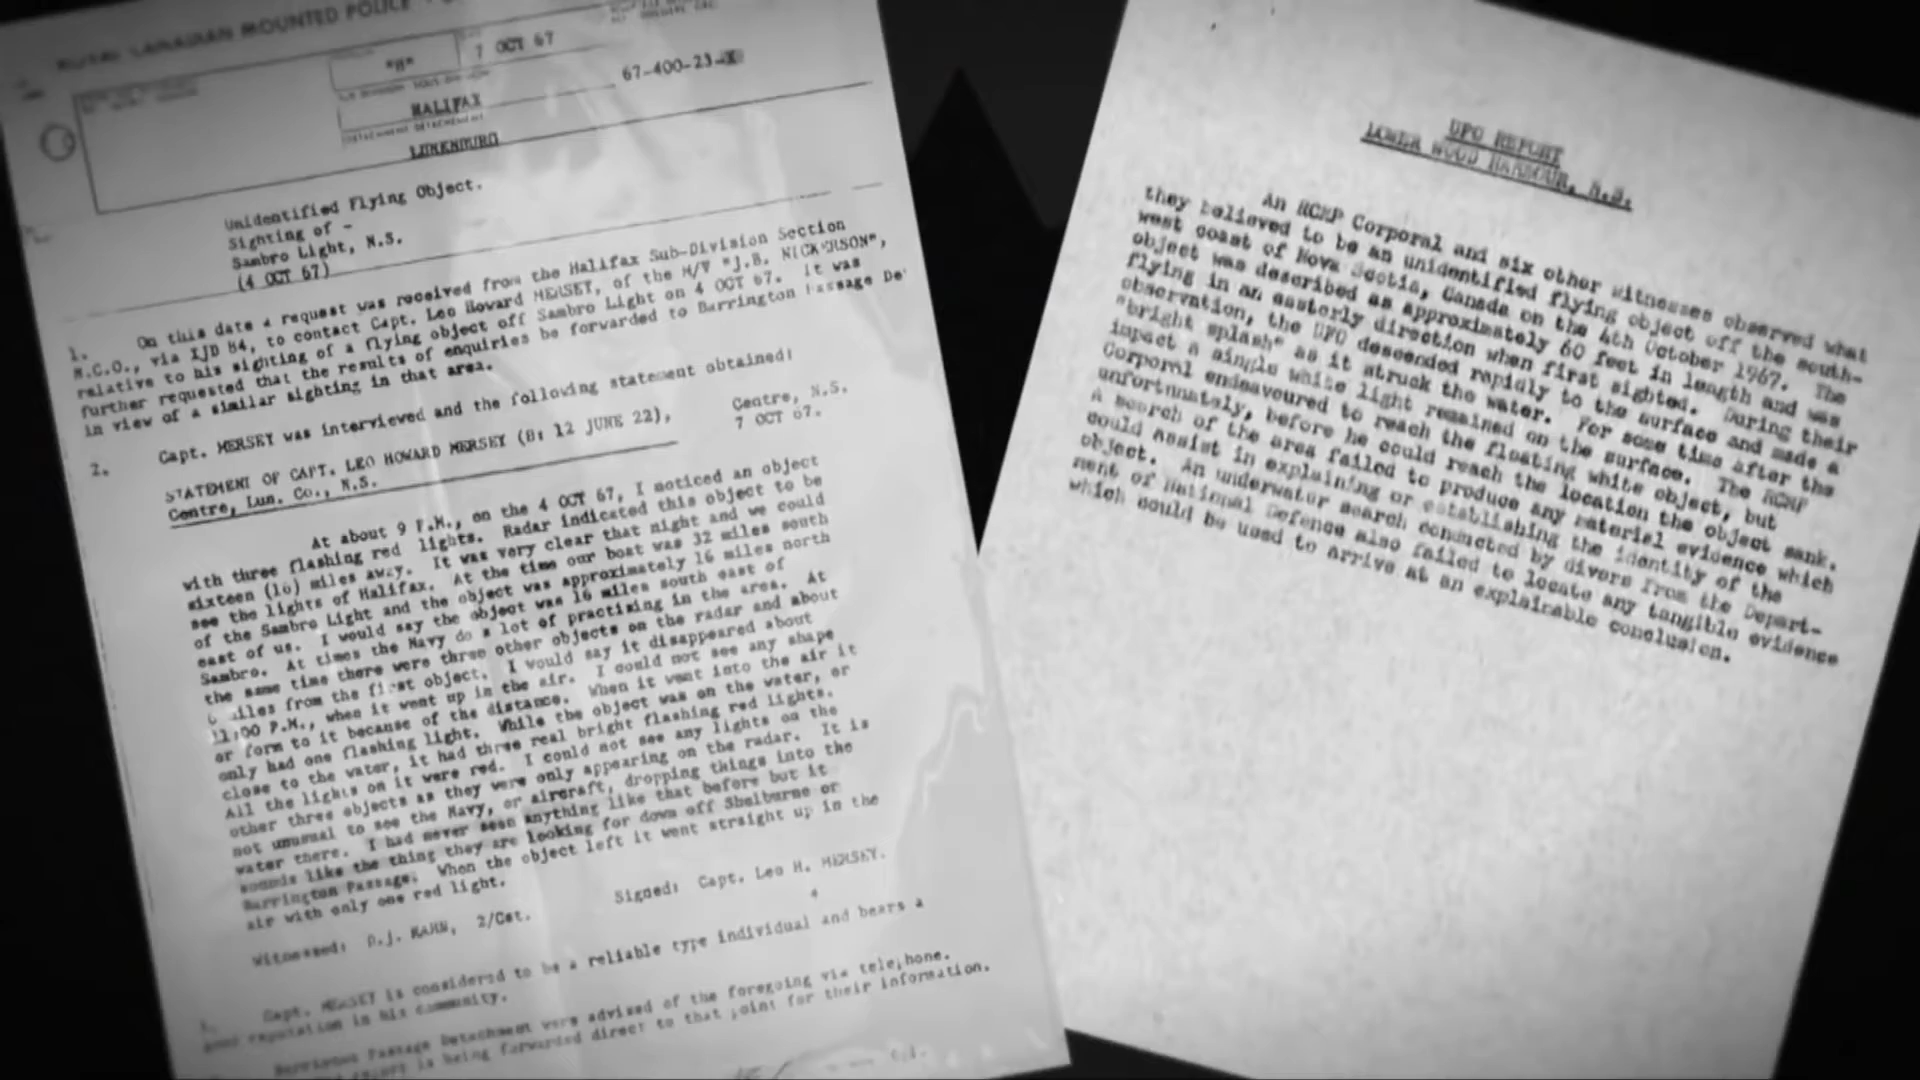 ROYAL CANADIAN MOUNTED POLICE
"H"
7 OCT 67
67-400-23-X
HALIFAX
LUNENBURG
Unidentified Flying Object.
Sighting of -
Sambro Light, N.S.
(4 OCT 67)
1. On this date a request was received from the Halifax Sub-Division Section
N.C.O., via XJD 84, to contact Capt. Leo Howard MERSEY, of the M/V "J.B. NICKERSON",
relative to his sighting of a flying object off Sambro Light on 4 OCT 67. It was
further requested that the results of enquiries be forwarded to Barrington Passage De
in view of a similar sighting in that area.
2. Capt. MERSEY was interviewed and the following statement obtained:
Centre, N.S.
7 OCT 67.
STATEMENT OF CAPT. LEO HOWARD MERSEY (B: 12 JUNE 22),
Centre, Lun. Co., N.S.
At about 9 P.M., on the 4 OCT 67, I noticed an object
with three flashing red lights. Radar indicated this object to be
sixteen (16) miles away. It was very clear that night and we could
see the lights of Halifax. At the time our boat was 32 miles south
of the Sambro Light and the object was approximately 16 miles north
east of us. I would say the object was 16 miles south east of
Sambro. At times the Navy do a lot of practising in the area. At
the same time there were three other objects on the radar and about
6 miles from the first object. I would say it disappeared about
11:00 P.M., when it went up in the air. I could not see any shape
or form to it because of the distance. When it went into the air it
only had one flashing light. While the object was on the water, or
close to the water, it had three real bright flashing red lights.
All the lights on it were red. I could not see any lights on the
other three objects as they were only appearing on the radar. It is
not unusual to see the Navy, or aircraft, dropping things into the
water there. I had never seen anything like that before but it
sounds like the thing they are looking for down off Shelburne or
Barrington Passage. When the object left it went straight up in the
air with only one red light.
Signed: Capt. Leo H. MERSEY.
Witnessed: D.J. HAHN, 2/Cst.
Capt. MERSEY is considered to be a reliable type individual and bears a
good reputation in his community.
Barrington Passage Detachment were advised of the foregoing via telephone.
report is being forwarded direct to that point for their information.
UFO REPORT
LOWER WOOD HARBOUR, N.S.
An RCMP Corporal and six other witnesses observed what
they believed to be an unidentified flying object off the south-
west coast of Nova Scotia, Canada on the 4th October 1967. The
object was described as approximately 60 feet in length and was
flying in an easterly direction when first sighted. During their
observation, the UFO descended rapidly to the surface and made a
"bright splash" as it struck the water. For some time after the
impact a single white light remained on the surface. The RCMP
Corporal endeavoured to reach the floating white object, but
unfortunately, before he could reach the location the object sank.
A search of the area failed to produce any material evidence which
could assist in explaining or establishing the identity of the
object. An underwater search conducted by divers from the Depart-
ment of National Defence also failed to locate any tangible evidence
which could be used to arrive at an explainable conclusion.